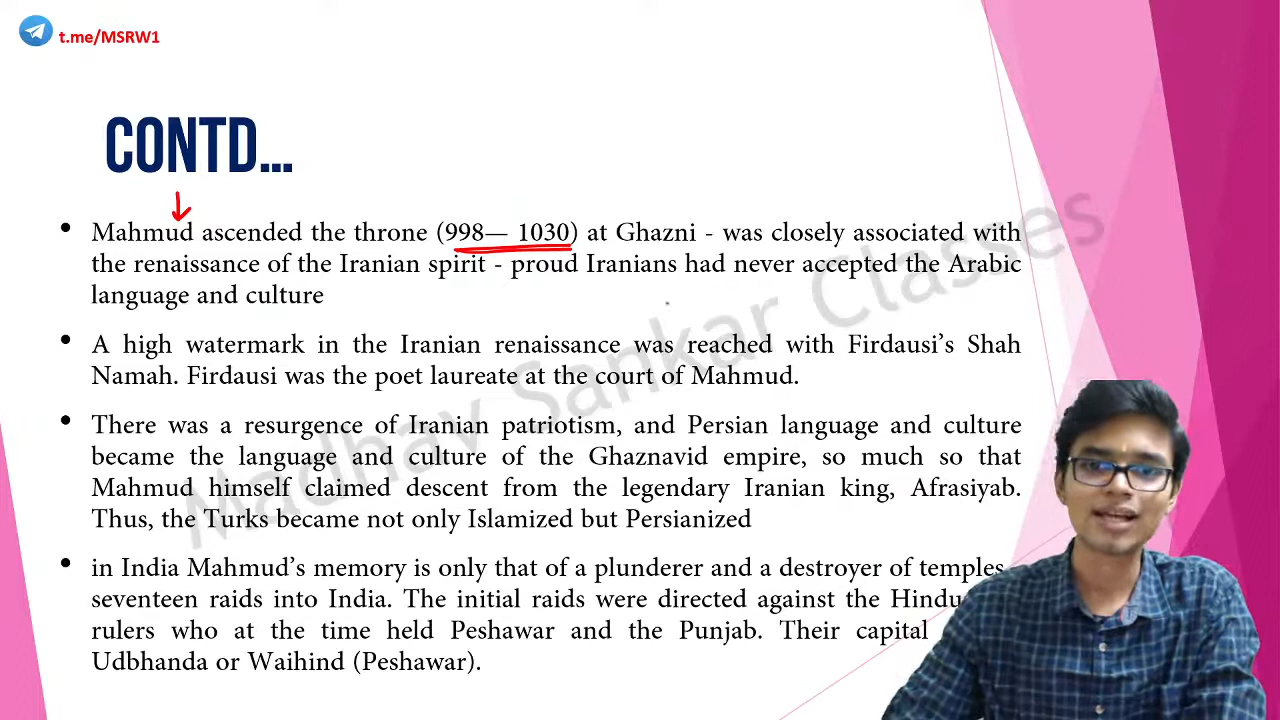 t.me/MSRW1
CONTD...
• Mahmud ascended the throne (998— 1030) at Ghazni - was closely associated with
the renaissance of the Iranian spirit - proud Iranians had never accepted the Arabic
language and culture
• A high watermark in the Iranian renaissance was reached with Firdausi's Shah
Namah. Firdausi was the poet laureate at the court of Mahmud.
• There was a resurgence of Iranian patriotism, and Persian language and culture
became the language and culture of the Ghaznavid empire, so much so that
Mahmud himself claimed descent from the legendary Iranian king, Afrasiyab.
Thus, the Turks became not only Islamized but Persianized
• in India Mahmud's memory is only that of a plunderer and a destroyer of temples
seventeen raids into India. The initial raids were directed against the
rulers who at the time held Peshawar and the Punjab. Their capital
Udbhanda or Waihind (Peshawar).
Madhav Sankar Classes